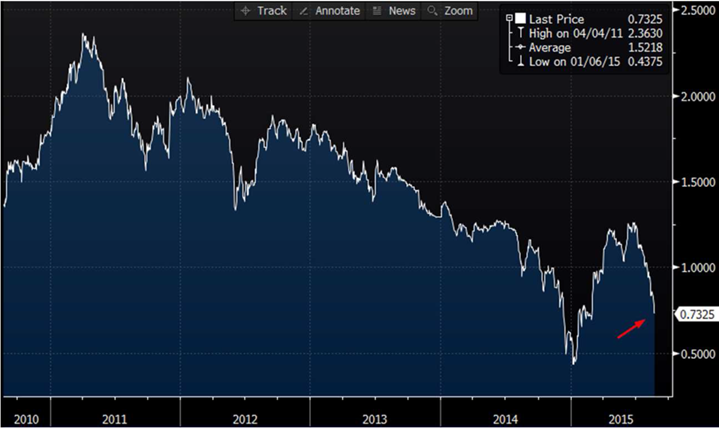 Track Annotate News Zoom
Last Price 0.7325
High on 04/04/11 2.3630
Average 1.5218
Low on 01/06/15 0.4375
2.5000
2.0000
1.5000
1.0000
0.7325
0.5000
2010 2011 2012 2013 2014 2015